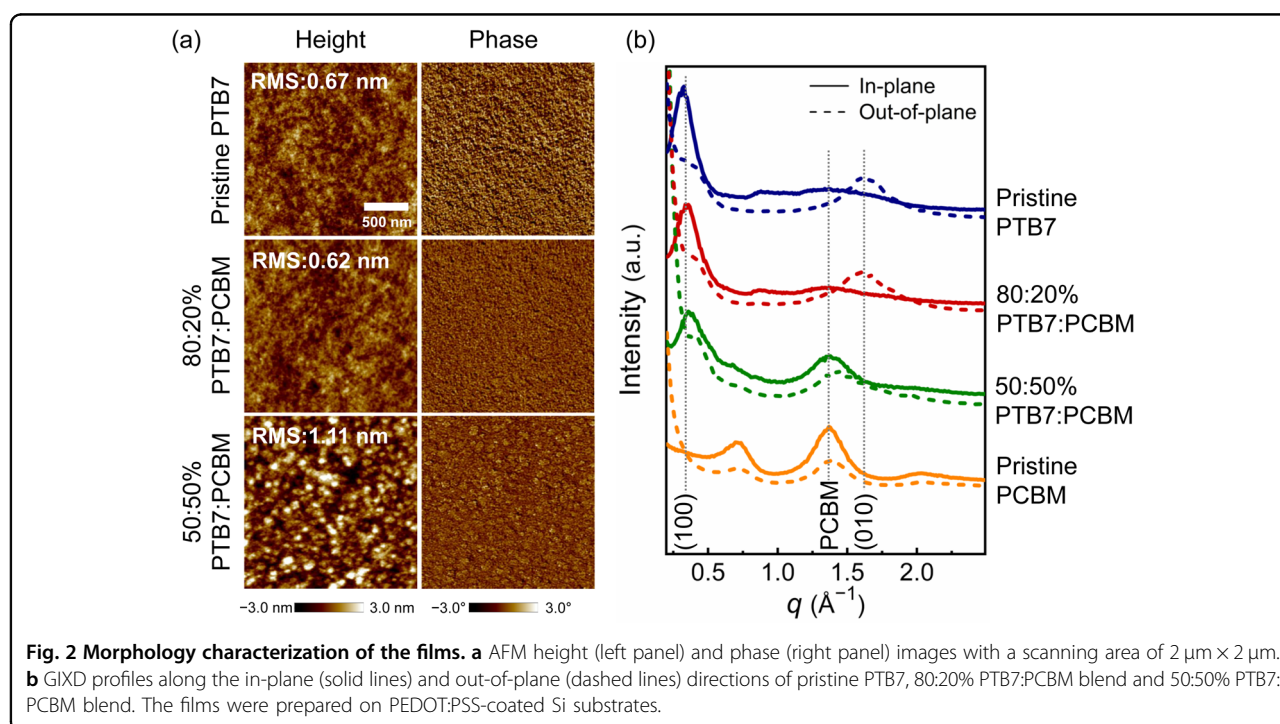 (a)
Height
Phase
Pristine PTB7
RMS:0.67 nm
500 nm
80:20%
PTB7:PCBM
RMS:0.62 nm
50:50%
PTB7:PCBM
RMS:1.11 nm
−3.0 nm
3.0 nm
−3.0°
3.0°
(b)
In-plane
Out-of-plane
Intensity (a.u.)
Pristine
PTB7
80:20%
PTB7:PCBM
50:50%
PTB7:PCBM
Pristine
PCBM
(100)
PCBM
(010)
0.5
1.0
1.5
2.0
q (Å⁻¹)
Fig. 2 Morphology characterization of the films. a AFM height (left panel) and phase (right panel) images with a scanning area of 2 μm × 2 μm.
b GIXD profiles along the in-plane (solid lines) and out-of-plane (dashed lines) directions of pristine PTB7, 80:20% PTB7:PCBM blend and 50:50% PTB7:
PCBM blend. The films were prepared on PEDOT:PSS-coated Si substrates.